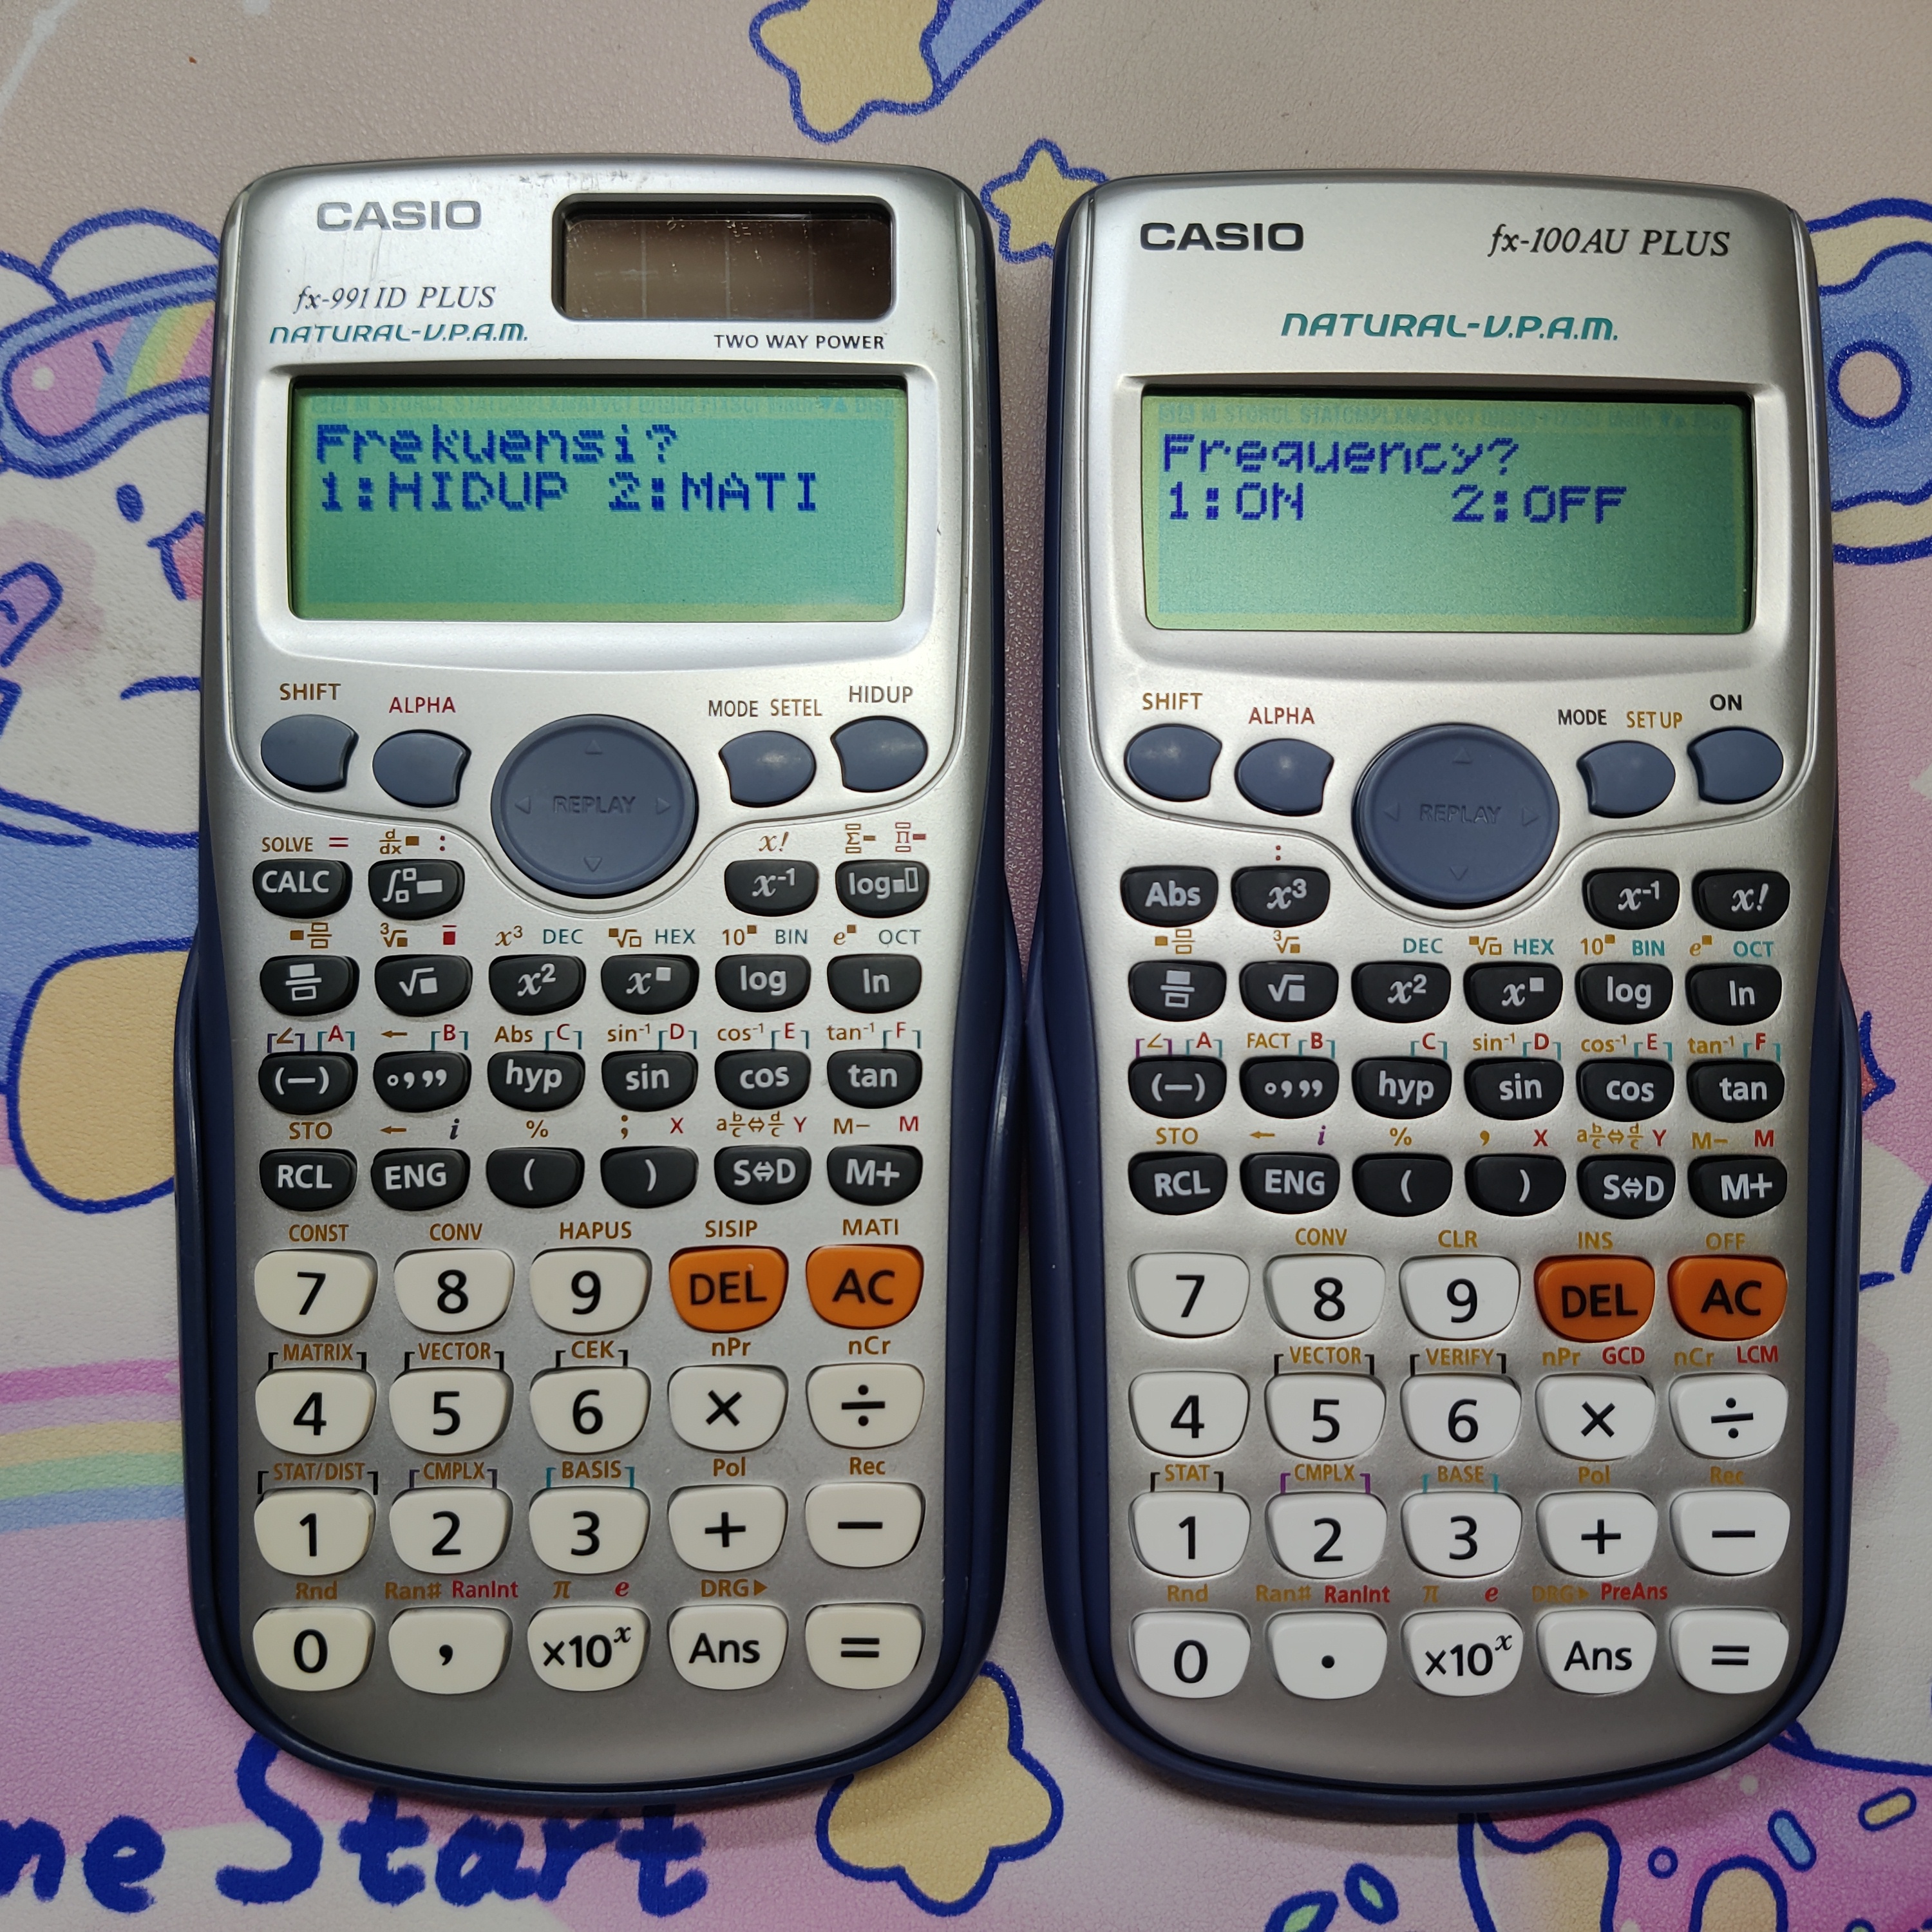 CASIO
fx-991ID PLUS
NATURAL-V.P.A.M.
TWO WAY POWER
Frekuensi?
1:HIDUP 2:MATI
SHIFT ALPHA MODE SETEL HIDUP
REPLAY
SOLVE = d/dx■ : x! Σ Π
CALC ∫ x⁻¹ log■□
³√■ x³ DEC ■√□ HEX 10■ BIN e■ OCT
√■ x² x■ log ln
∠ A ← B Abs C sin⁻¹ D cos⁻¹ E tan⁻¹ F
(−) °,,, hyp sin cos tan
STO ← i % ; X a b/c⇔d/c Y M− M
RCL ENG ( ) S⇔D M+
CONST CONV HAPUS SISIP MATI
7 8 9 DEL AC
MATRIX VECTOR CEK nPr nCr
4 5 6 × ÷
STAT/DIST CMPLX BASIS Pol Rec
1 2 3 + −
Rnd Ran# RanInt π e DRG▶
0 , ×10ˣ Ans =
CASIO fx-100AU PLUS
NATURAL-V.P.A.M.
Frequency?
1:ON 2:OFF
SHIFT ALPHA MODE SETUP ON
REPLAY
:
Abs x³ x⁻¹ x!
³√■ DEC ■√□ HEX 10■ BIN e■ OCT
√■ x² x■ log ln
∠ A FACT B C sin⁻¹ D cos⁻¹ E tan⁻¹ F
(−) °,,, hyp sin cos tan
STO ← i % , X a b/c⇔d/c Y M− M
RCL ENG ( ) S⇔D M+
CONV CLR INS OFF
7 8 9 DEL AC
VECTOR VERIFY nPr GCD nCr LCM
4 5 6 × ÷
STAT CMPLX BASE Pol Rec
1 2 3 + −
Rnd Ran# RanInt π e DRG▶ PreAns
0 . ×10ˣ Ans =
me Start